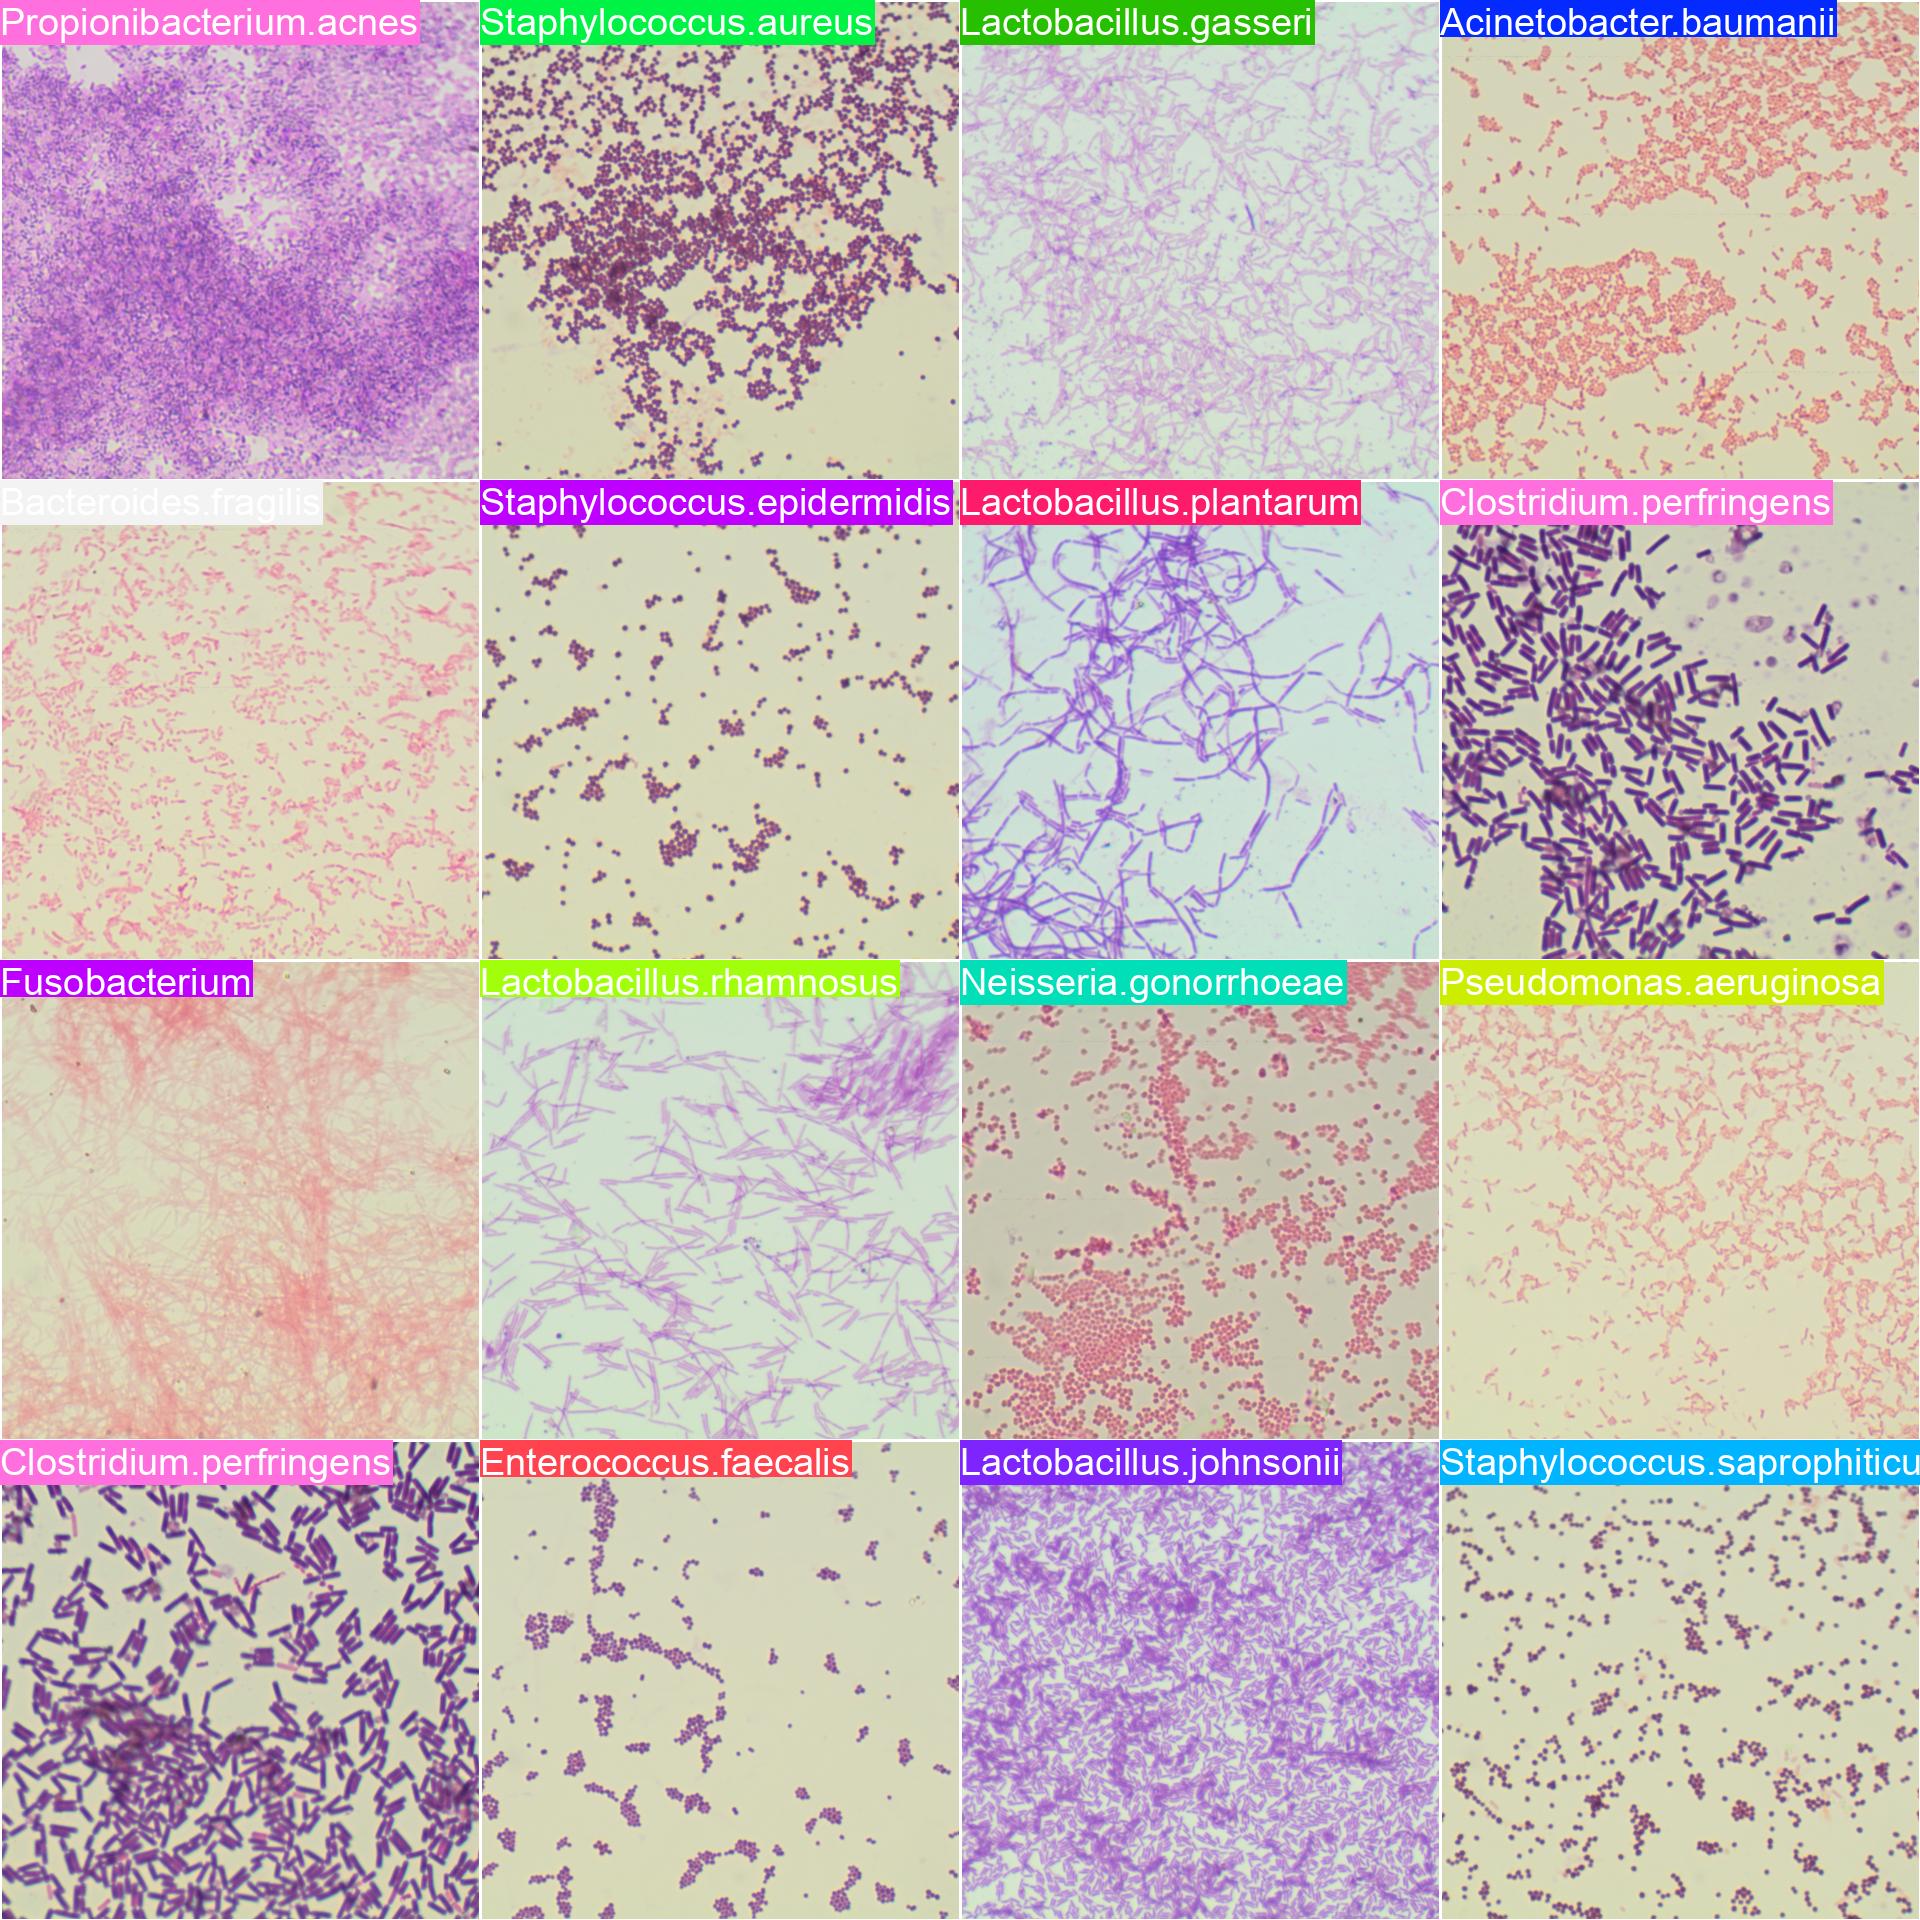 Propionibacterium.acnes
Staphylococcus.aureus
Lactobacillus.gasseri
Acinetobacter.baumanii
Bacteroides.fragilis
Staphylococcus.epidermidis
Lactobacillus.plantarum
Clostridium.perfringens
Fusobacterium
Lactobacillus.rhamnosus
Neisseria.gonorrhoeae
Pseudomonas.aeruginosa
Clostridium.perfringens
Enterococcus.faecalis
Lactobacillus.johnsonii
Staphylococcus.saprophiticu